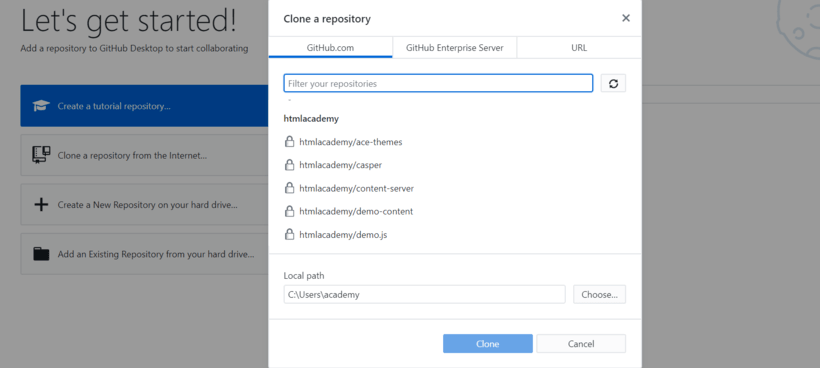 Let's get started!
Add a repository to GitHub Desktop to start collaborating
Create a tutorial repository...
Clone a repository from the Internet...
Create a New Repository on your hard drive...
Add an Existing Repository from your hard drive...
Clone a repository
GitHub.com
GitHub Enterprise Server
URL
Filter your repositories
htmlacademy
htmlacademy/ace-themes
htmlacademy/casper
htmlacademy/content-server
htmlacademy/demo-content
htmlacademy/demo.js
Local path
C:\Users\academy
Choose...
Clone
Cancel